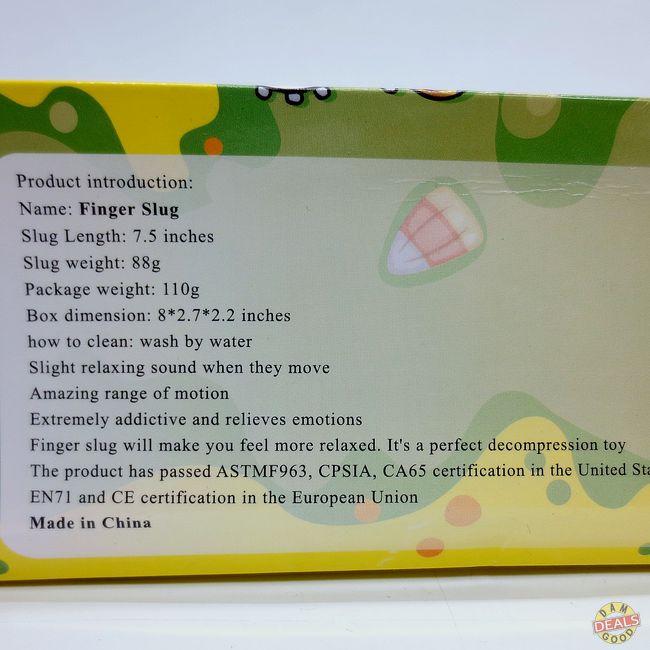 Product introduction:
Name: Finger Slug
Slug Length: 7.5 inches
Slug weight: 88g
Package weight: 110g
Box dimension: 8*2.7*2.2 inches
how to clean: wash by water
Slight relaxing sound when they move
Amazing range of motion
Extremely addictive and relieves emotions
Finger slug will make you feel more relaxed. It's a perfect decompression toy
The product has passed ASTMF963, CPSIA, CA65 certification in the United Sta
EN71 and CE certification in the European Union
Made in China
DAM
DEALS
GOOD